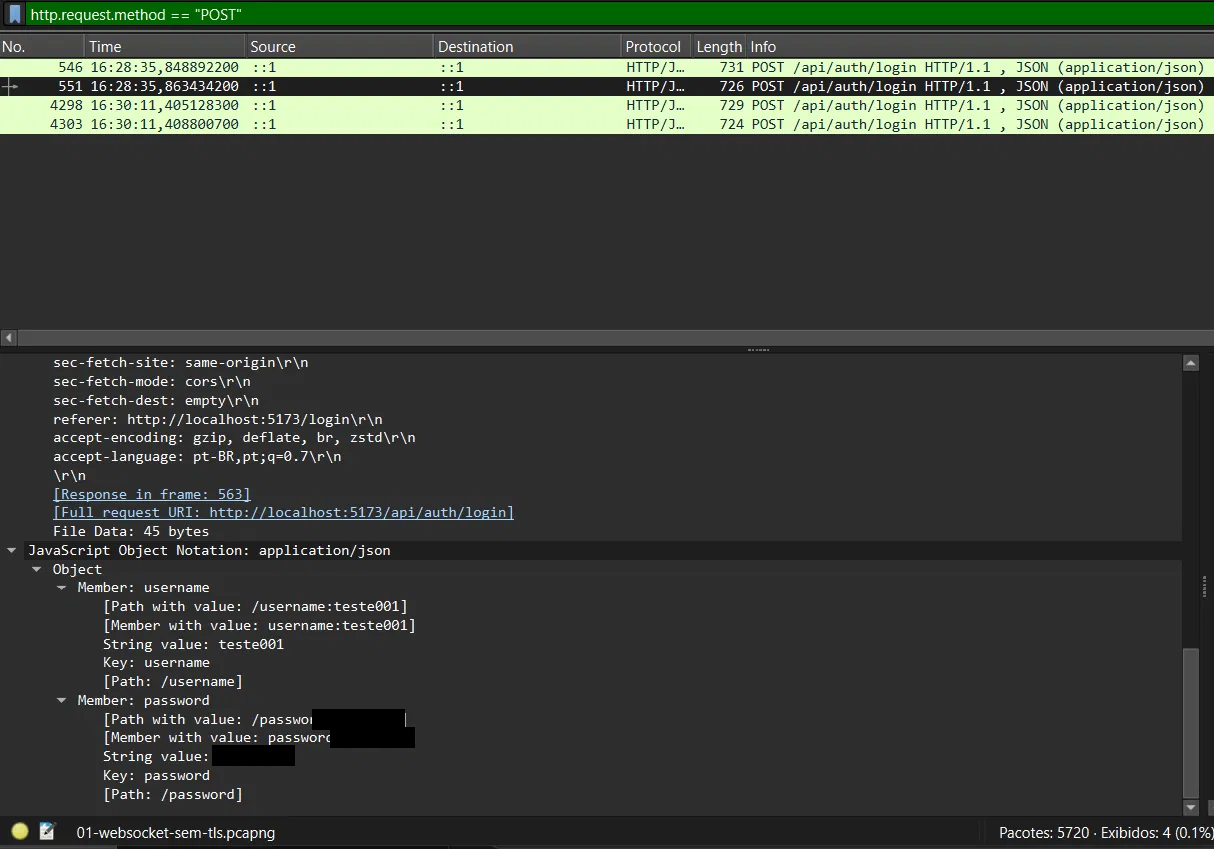 http.request.method == "POST"
No. Time Source Destination Protocol Length Info
546 16:28:35,848892200 ::1 ::1 HTTP/J… 731 POST /api/auth/login HTTP/1.1 , JSON (application/json)
551 16:28:35,863434200 ::1 ::1 HTTP/J… 726 POST /api/auth/login HTTP/1.1 , JSON (application/json)
4298 16:30:11,405128300 ::1 ::1 HTTP/J… 729 POST /api/auth/login HTTP/1.1 , JSON (application/json)
4303 16:30:11,408800700 ::1 ::1 HTTP/J… 724 POST /api/auth/login HTTP/1.1 , JSON (application/json)
sec-fetch-site: same-origin\r\n
sec-fetch-mode: cors\r\n
sec-fetch-dest: empty\r\n
referer: http://localhost:5173/login\r\n
accept-encoding: gzip, deflate, br, zstd\r\n
accept-language: pt-BR,pt;q=0.7\r\n
\r\n
[Response in frame: 563]
[Full request URI: http://localhost:5173/api/auth/login]
File Data: 45 bytes
JavaScript Object Notation: application/json
Object
Member: username
[Path with value: /username:teste001]
[Member with value: username:teste001]
String value: teste001
Key: username
[Path: /username]
Member: password
[Path with value: /passwor
[Member with value: password
String value:
Key: password
[Path: /password]
01-websocket-sem-tls.pcapng
Pacotes: 5720 · Exibidos: 4 (0.1%)